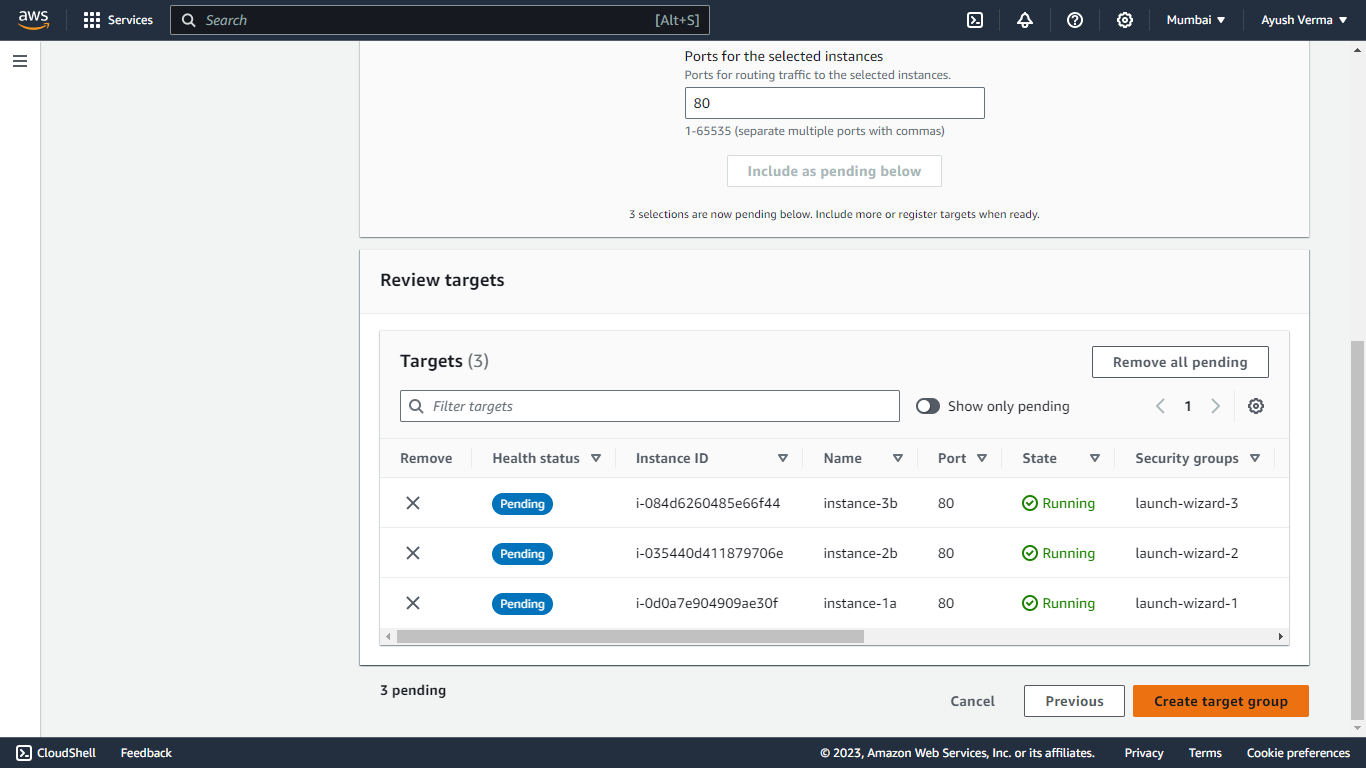 aws Services Search [Alt+S] Mumbai Ayush Verma
Ports for the selected instances
Ports for routing traffic to the selected instances.
80
1-65535 (separate multiple ports with commas)
Include as pending below
3 selections are now pending below. Include more or register targets when ready.
Review targets
Targets (3) Remove all pending
Filter targets Show only pending 1
Remove Health status Instance ID Name Port State Security groups
Pending i-084d6260485e66f44 instance-3b 80 Running launch-wizard-3
Pending i-035440d411879706e instance-2b 80 Running launch-wizard-2
Pending i-0d0a7e904909ae30f instance-1a 80 Running launch-wizard-1
3 pending
Cancel Previous Create target group
CloudShell Feedback © 2023, Amazon Web Services, Inc. or its affiliates. Privacy Terms Cookie preferences